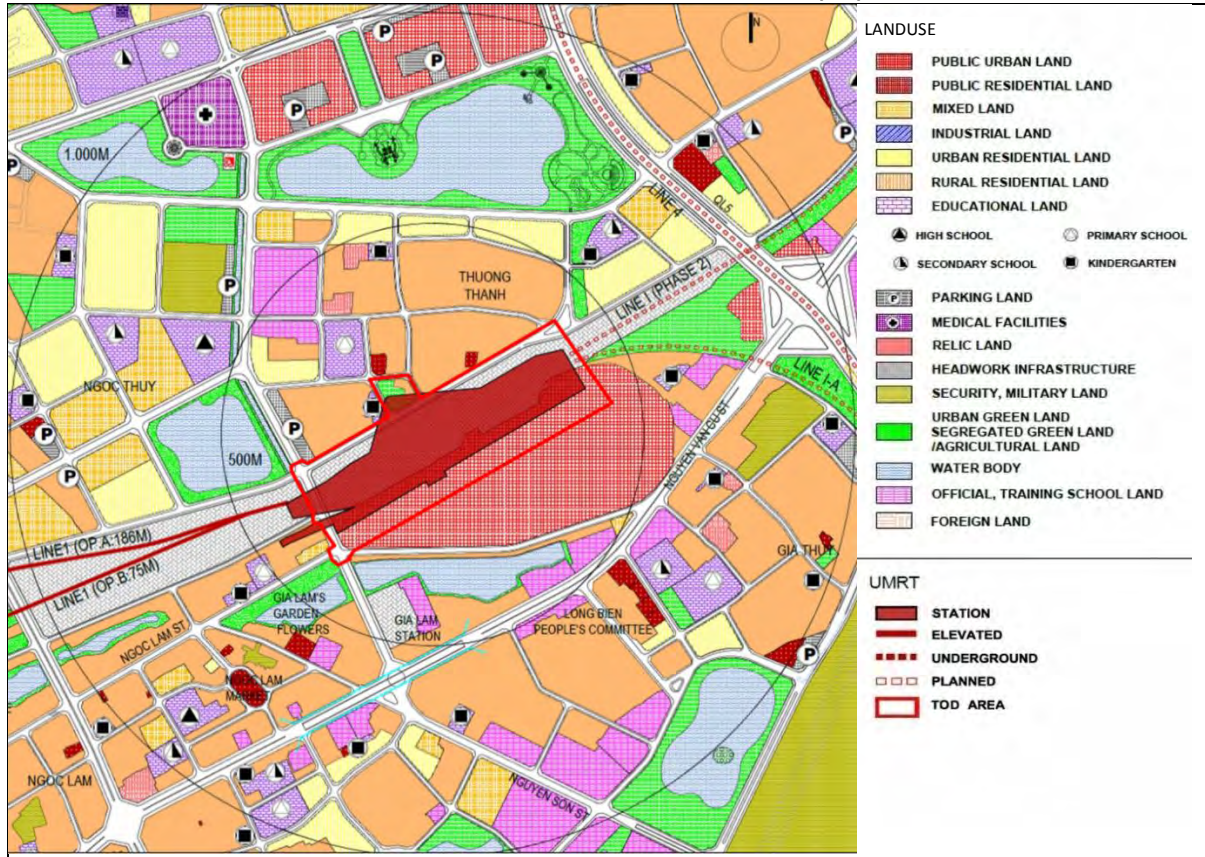 N
1.000M
LINE 4
QL5
THUONG
THANH
LINE I (PHASE 2)
LINE I-A
NGOC THUY
500M
NGUYEN VAN CU ST.
LINE1 (OP.A:186M)
LINE1 (OP.B:75M)
GIA THUY
GIA LAM'S
GARDEN
FLOWERS
GIA LAM
STATION
LONG BIEN
PEOPLE'S COMMITTEE
NGOC LAM ST.
NGOC LAM
MARKET
NGOC LAM
NGUYEN SON ST.
P
P
P
P
P
P
P
P
P
P
LANDUSE
PUBLIC URBAN LAND
PUBLIC RESIDENTIAL LAND
MIXED LAND
INDUSTRIAL LAND
URBAN RESIDENTIAL LAND
RURAL RESIDENTIAL LAND
EDUCATIONAL LAND
HIGH SCHOOL PRIMARY SCHOOL
SECONDARY SCHOOL KINDERGARTEN
P PARKING LAND
MEDICAL FACILITIES
RELIC LAND
HEADWORK INFRASTRUCTURE
SECURITY, MILITARY LAND
URBAN GREEN LAND
SEGREGATED GREEN LAND
/AGRICULTURAL LAND
WATER BODY
OFFICIAL, TRAINING SCHOOL LAND
FOREIGN LAND
UMRT
STATION
ELEVATED
UNDERGROUND
PLANNED
TOD AREA